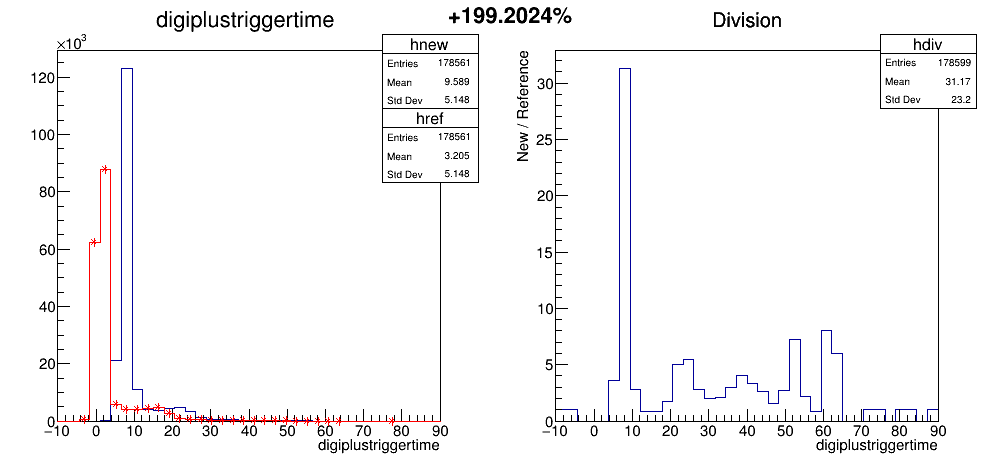 digiplustriggertime
+199.2024%
Division
×10³
hnew
Entries 178561
Mean 9.589
Std Dev 5.148
href
Entries 178561
Mean 3.205
Std Dev 5.148
120
100
80
60
40
20
0
−10 0 10 20 30 40 50 60 70 80 90
digiplustriggertime
hdiv
Entries 178599
Mean 31.17
Std Dev 23.2
New / Reference
30
25
20
15
10
5
0
−10 0 10 20 30 40 50 60 70 80 90
digiplustriggertime